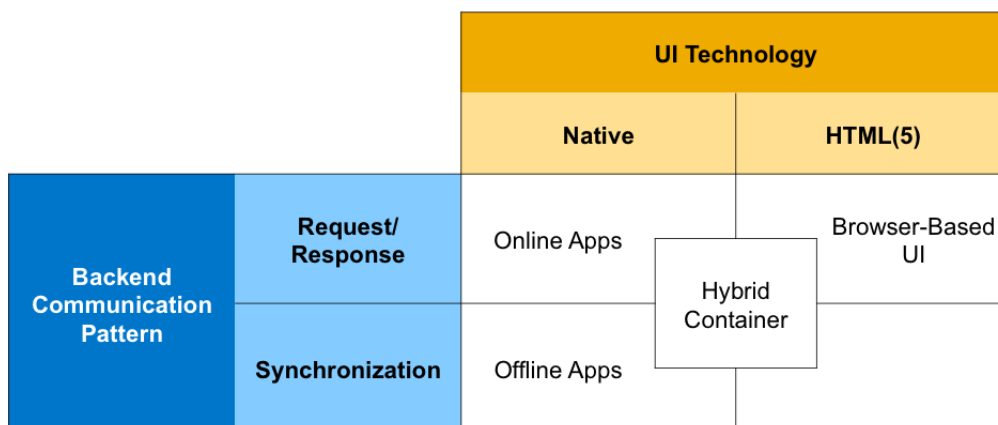 UI Technology
Native
HTML(5)
Backend
Communication
Pattern
Request/
Response
Online Apps
Browser-Based
UI
Hybrid
Container
Synchronization
Offline Apps